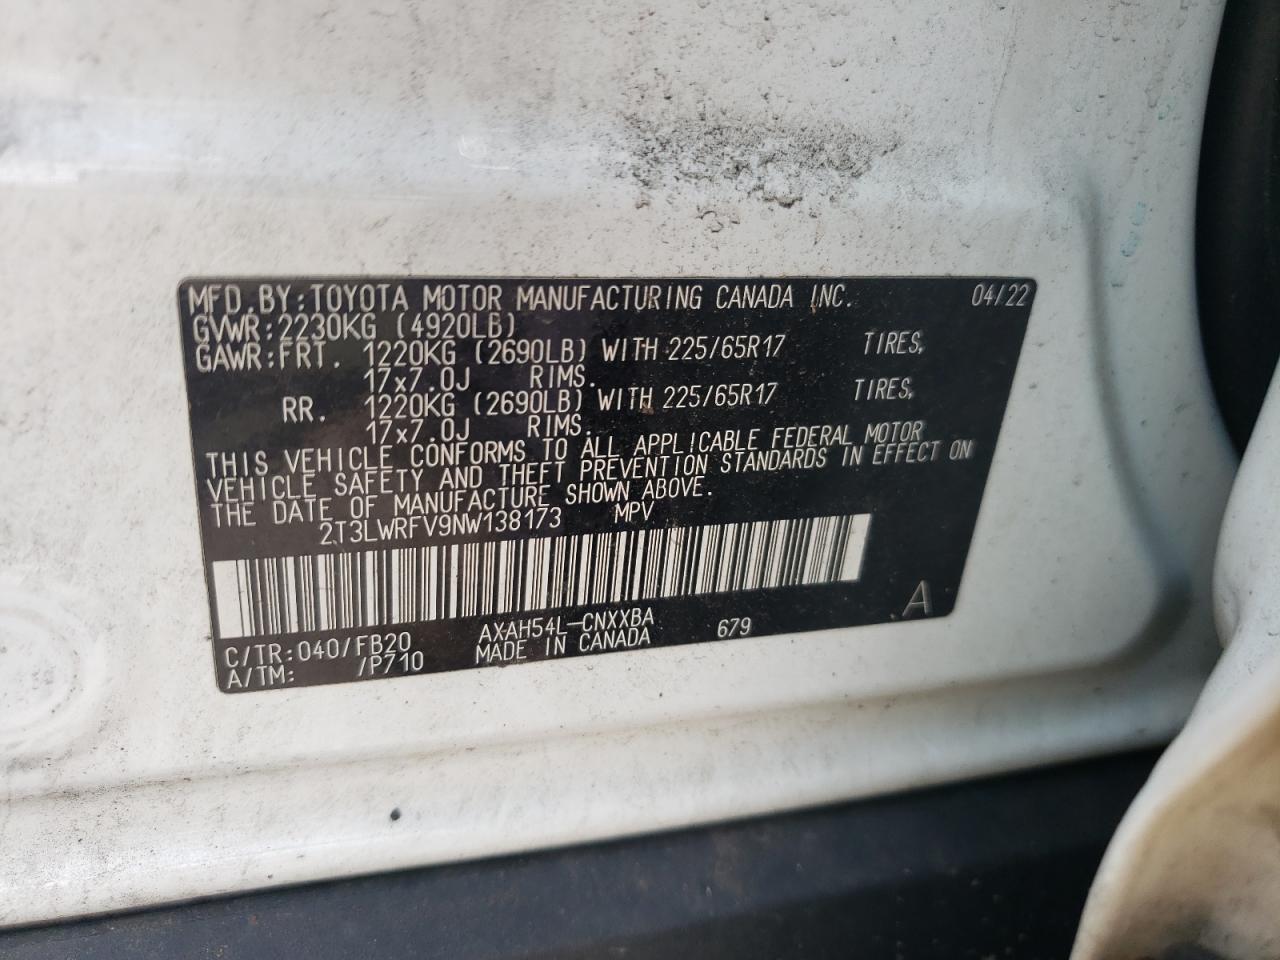 MFD.BY:TOYOTA MOTOR MANUFACTURING CANADA INC. 04/22
GVWR:2230KG (4920LB)
GAWR:FRT. 1220KG (2690LB) WITH 225/65R17 TIRES,
17x7.0J RIMS.
RR. 1220KG (2690LB) WITH 225/65R17 TIRES,
17x7.0J RIMS.
THIS VEHICLE CONFORMS TO ALL APPLICABLE FEDERAL MOTOR
VEHICLE SAFETY AND THEFT PREVENTION STANDARDS IN EFFECT ON
THE DATE OF MANUFACTURE SHOWN ABOVE.
2T3LWRFV9NW138173 MPV
C/TR:040/FB20 AXAH54L-CNXXBA 679 A
A/TM: /P710 MADE IN CANADA